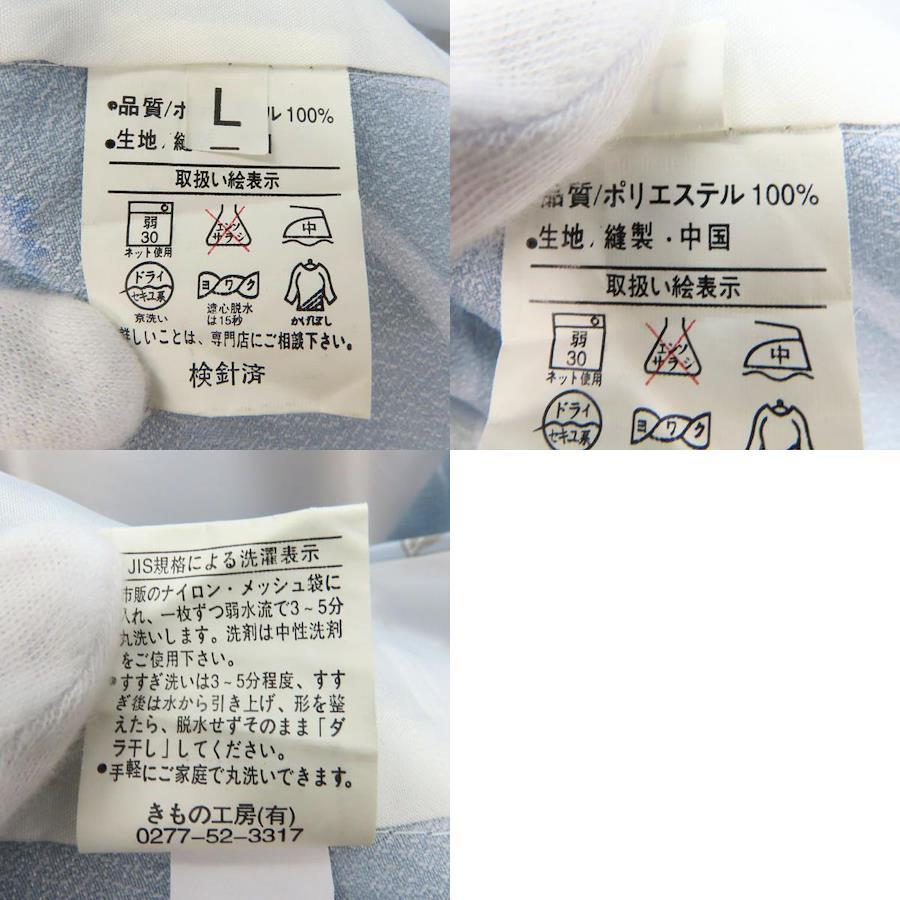 L
・品質/ポ ル 100%
●生地
取扱い絵表示
弱
30
ネット使用
エンソ
サラシ
中
ドライ
セキユ系
京洗い
ヨワク
遠心脱水
は15秒
かげぼし
しいことは、専門店にご相談下さい。
検針済
品質/ポリエステル 100%
●生地/縫製・中国
取扱い絵表示
弱
30
ネット使用
エンソ
サラシ
中
ドライ
セキユ系
ヨワク
JIS規格による洗濯表示
市販のナイロン・メッシュ袋に
入れ、一枚ずつ弱水流で3~5分
丸洗いします。洗剤は中性洗剤
をご使用下さい。
●すすぎ洗いは3~5分程度、すす
ぎ後は水から引き上げ、形を整
えたら、脱水せずそのまま「ダ
ラ干し」してください。
●手軽にご家庭で丸洗いできます。
きもの工房(有)
0277-52-3317